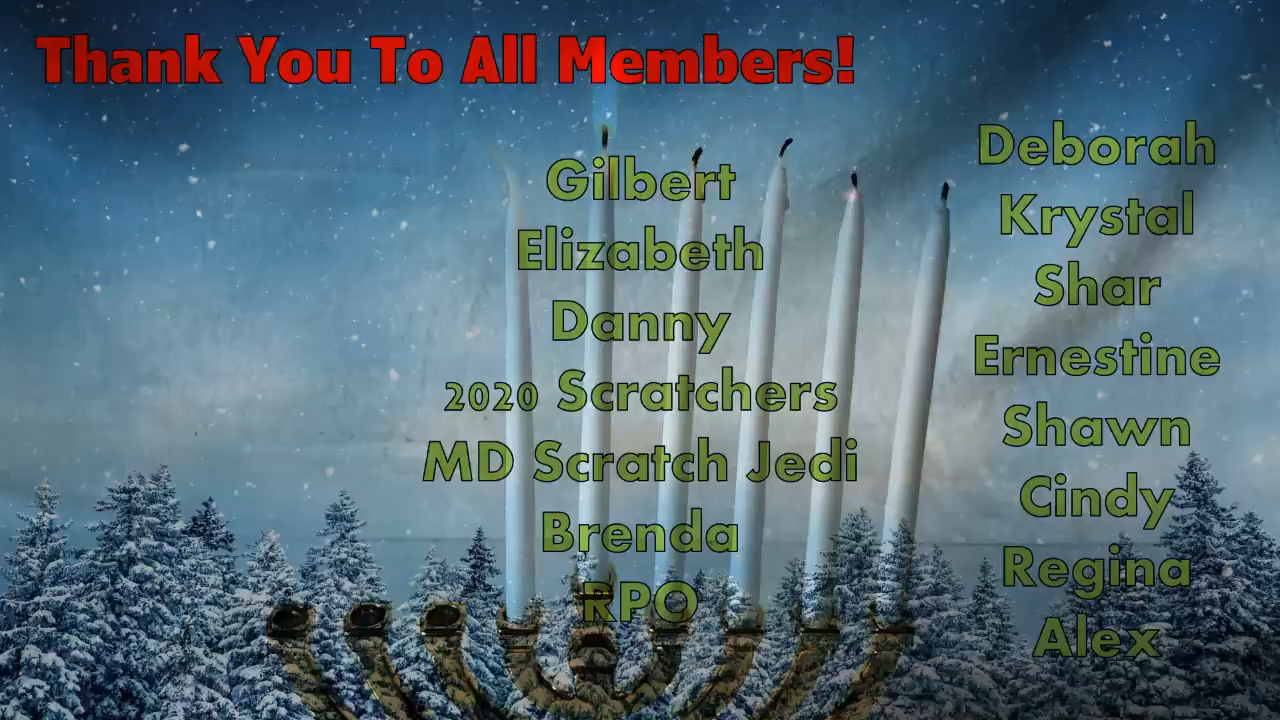 Thank You To All Members!
Gilbert
Elizabeth
Danny
2020 Scratchers
MD Scratch Jedi
Brenda
RPO
Deborah
Krystal
Shar
Ernestine
Shawn
Cindy
Regina
Alex